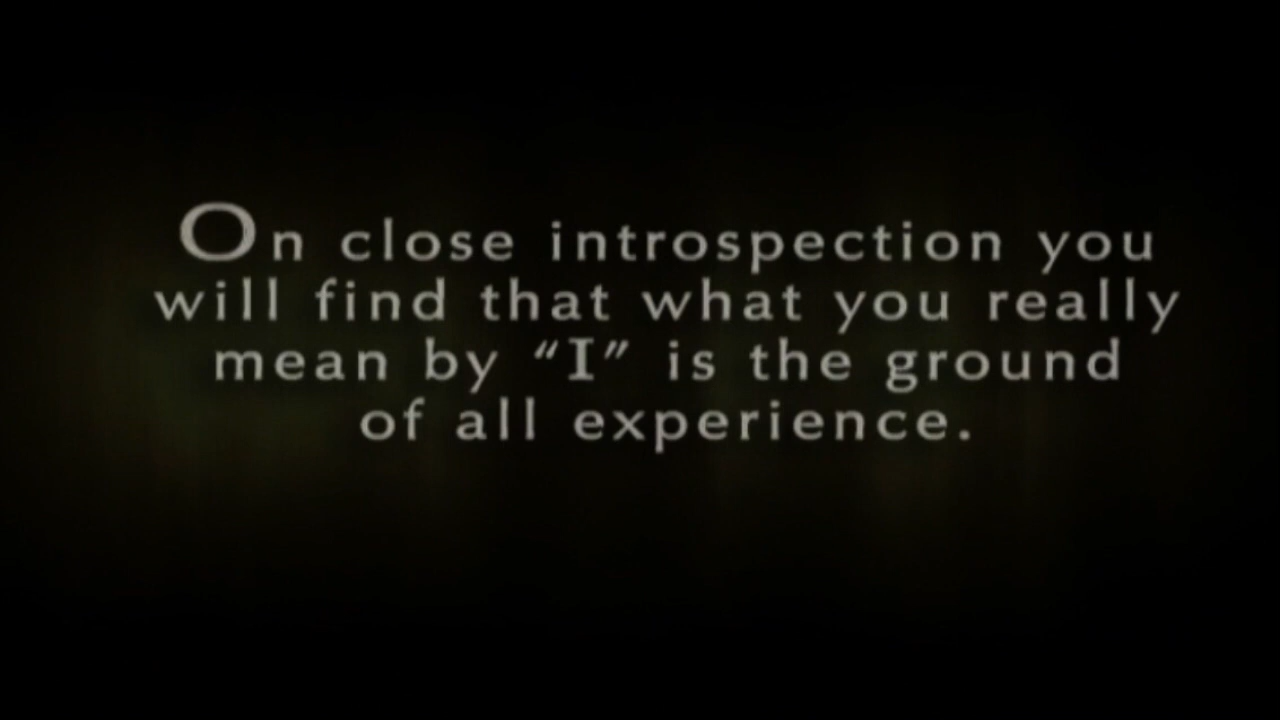 On close introspection you
will find that what you really
mean by “I” is the ground
of all experience.